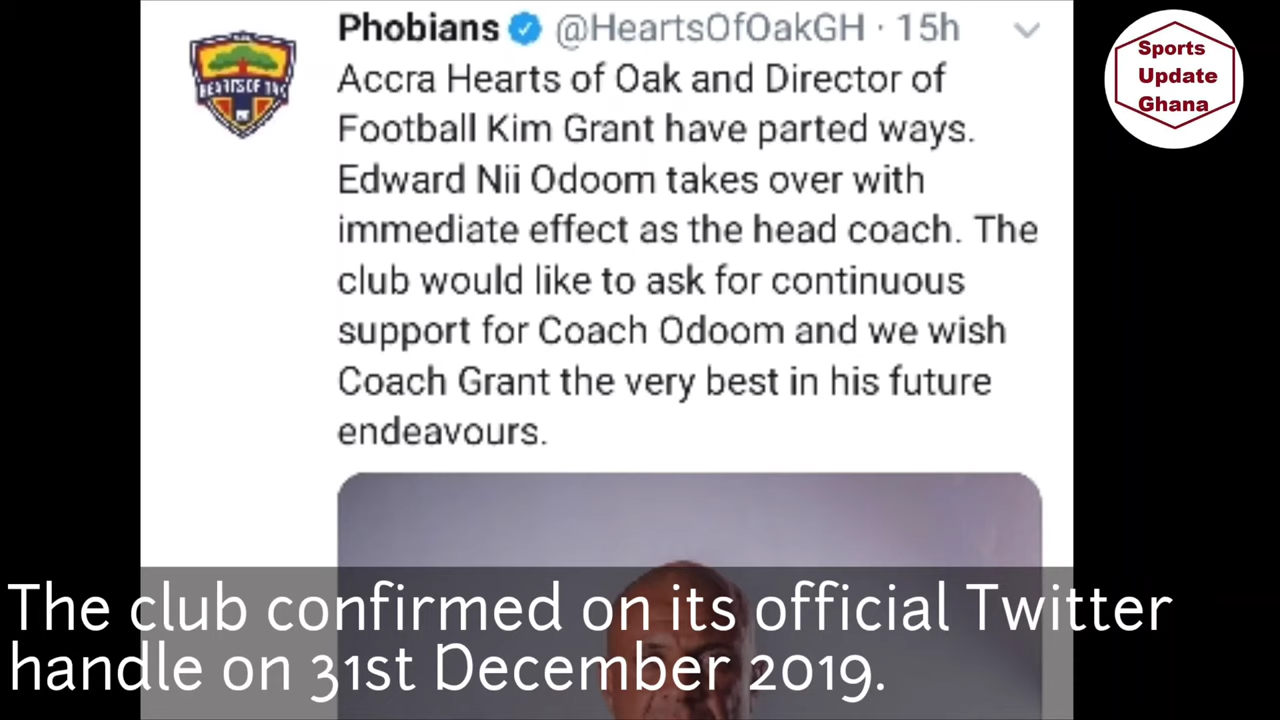 Phobians @HeartsOfOakGH · 15h
Accra Hearts of Oak and Director of
Football Kim Grant have parted ways.
Edward Nii Odoom takes over with
immediate effect as the head coach. The
club would like to ask for continuous
support for Coach Odoom and we wish
Coach Grant the very best in his future
endeavours.
HEARTS OF OAK
Sports
Update
Ghana
The club confirmed on its official Twitter
handle on 31st December 2019.